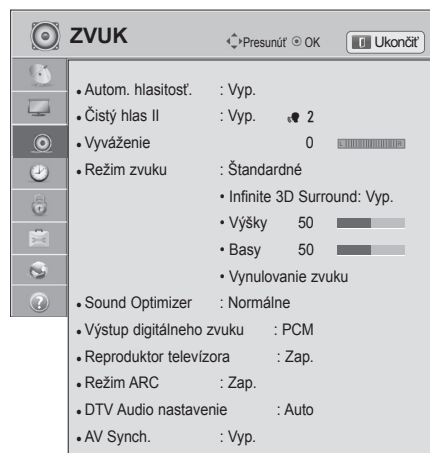 ZVUK Presunúť OK Ukončiť
• Autom. hlasitosť. : Vyp.
• Čistý hlas II : Vyp. 2
• Vyváženie 0 L R
• Režim zvuku : Štandardné
• Infinite 3D Surround: Vyp.
• Výšky 50
• Basy 50
• Vynulovanie zvuku
• Sound Optimizer : Normálne
• Výstup digitálneho zvuku : PCM
• Reproduktor televízora : Zap.
• Režim ARC : Zap.
• DTV Audio nastavenie : Auto
• AV Synch. : Vyp.